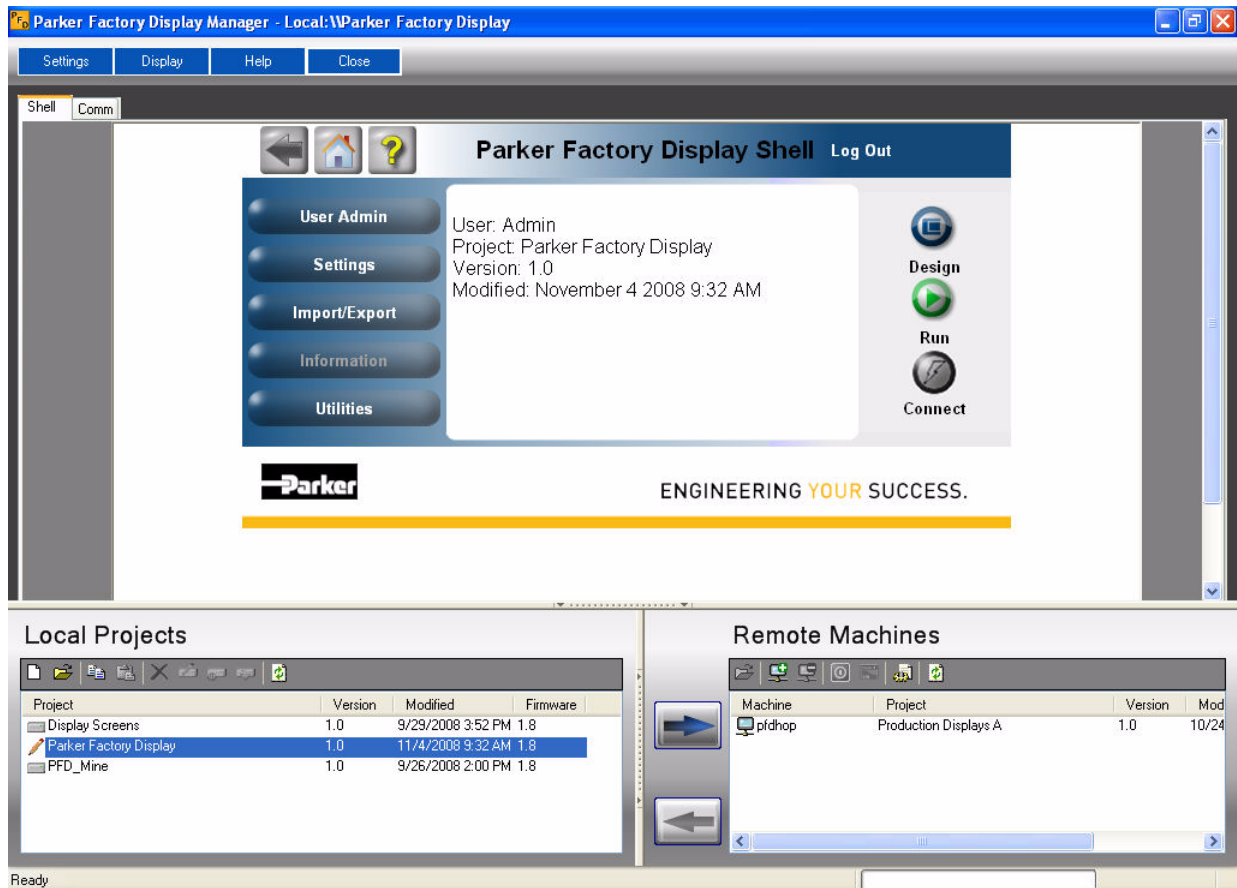 PFD Parker Factory Display Manager - Local:\\Parker Factory Display
Settings Display Help Close
Shell Comm
Parker Factory Display Shell Log Out
User Admin
Settings
Import/Export
Information
Utilities
User: Admin
Project: Parker Factory Display
Version: 1.0
Modified: November 4 2008 9:32 AM
Design
Run
Connect
Parker
ENGINEERING YOUR SUCCESS.
Local Projects
Project Version Modified Firmware
Display Screens 1.0 9/29/2008 3:52 PM 1.8
Parker Factory Display 1.0 11/4/2008 9:32 AM 1.8
PFD_Mine 1.0 9/26/2008 2:00 PM 1.8
Remote Machines
Machine Project Version Mod
pfdhop Production Displays A 1.0 10/24
Ready